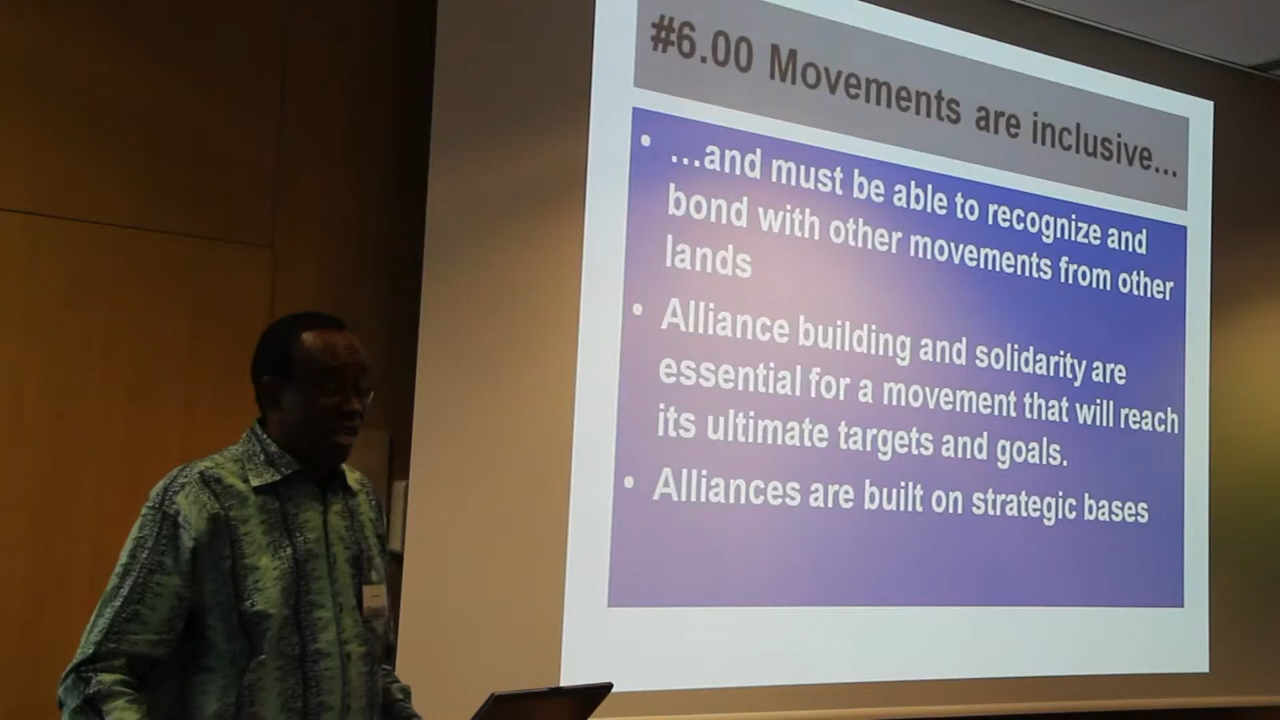 #6.00 Movements are inclusive...
• ...and must be able to recognize and
bond with other movements from other
lands
• Alliance building and solidarity are
essential for a movement that will reach
its ultimate targets and goals.
• Alliances are built on strategic bases